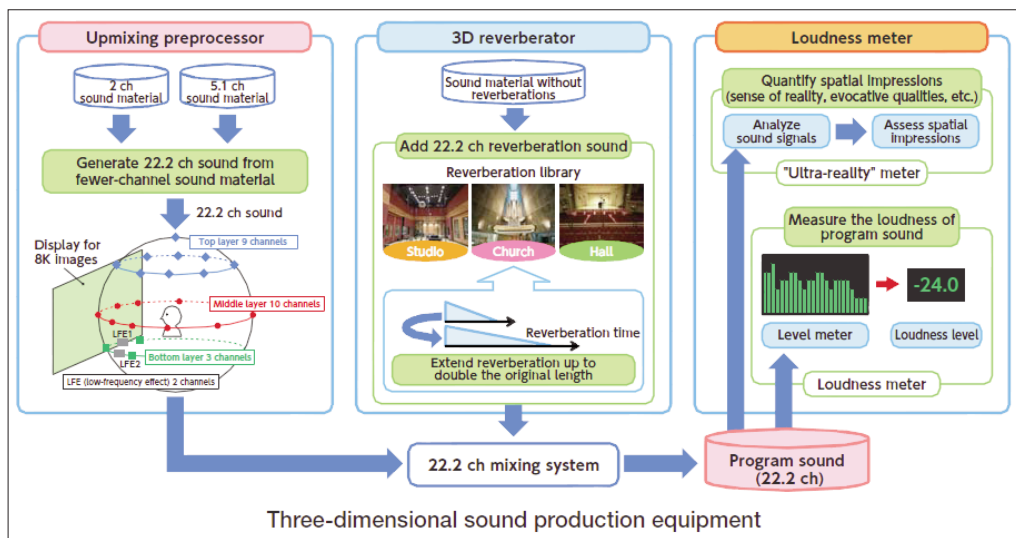 Upmixing preprocessor
2 ch
sound material
5.1 ch
sound material
Generate 22.2 ch sound from
fewer-channel sound material
22.2 ch sound
Display for
8K images
Top layer 9 channels
Middle layer 10 channels
LFE1
LFE2
Bottom layer 3 channels
LFE (low-frequency effect) 2 channels
3D reverberator
Sound material without
reverberations
Add 22.2 ch reverberation sound
Reverberation library
Studio
Church
Hall
Reverberation time
Extend reverberation up to
double the original length
Loudness meter
Quantify spatial impressions
(sense of reality, evocative qualities, etc.)
Analyze
sound signals
Assess spatial
impressions
"Ultra-reality" meter
Measure the loudness of
program sound
-24.0
Level meter
Loudness level
Loudness meter
22.2 ch mixing system
Program sound
(22.2 ch)
Three-dimensional sound production equipment